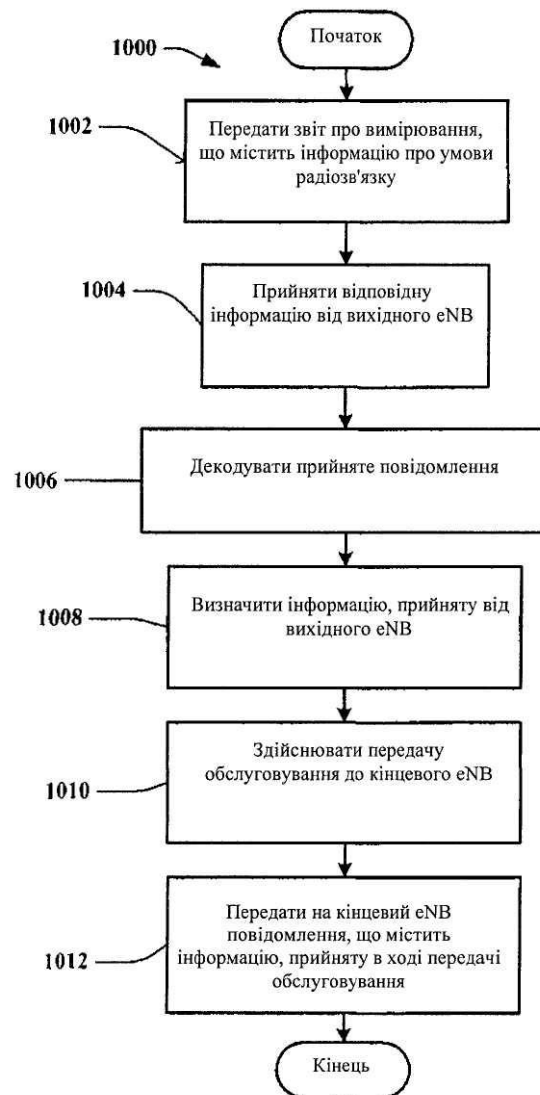 Початок
1000
1002
Передати звіт про вимірювання,
що містить інформацію про умови
радіозв'язку
1004
Прийняти відповідну
інформацію від вихідного eNB
1006
Декодувати прийняте повідомлення
1008
Визначити інформацію, прийняту від
вихідного eNB
1010
Здійснювати передачу
обслуговування до кінцевого eNB
1012
Передати на кінцевий eNB
повідомлення, що містить
інформацію, прийняту в ході передачі
обслуговування
Кінець